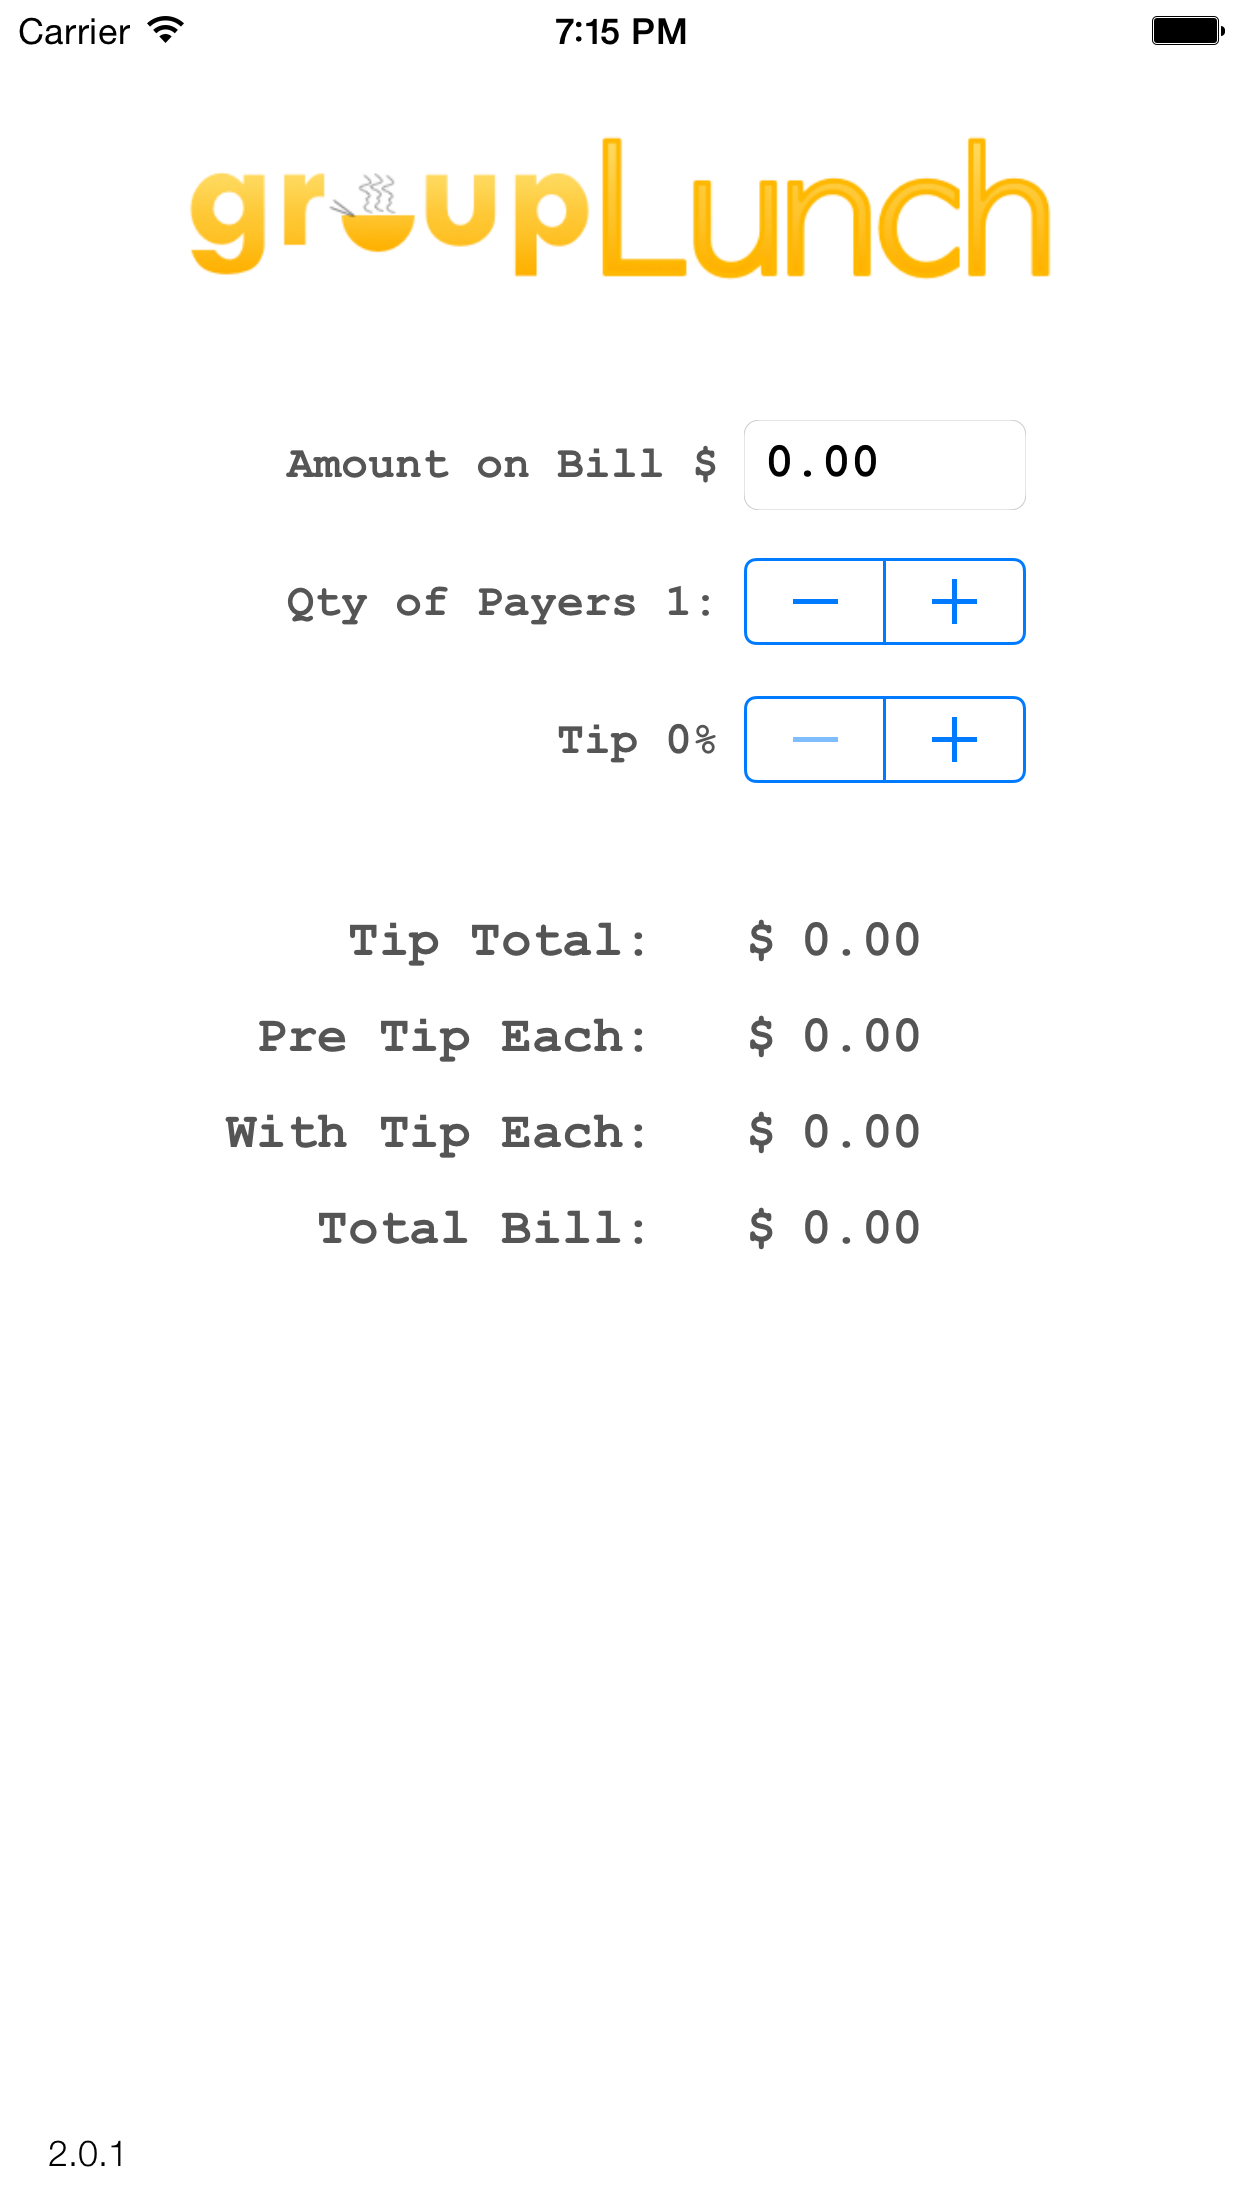 Carrier 7:15 PM
groupLunch
Amount on Bill $ 0.00
Qty of Payers 1:
Tip 0%
Tip Total: $ 0.00
Pre Tip Each: $ 0.00
With Tip Each: $ 0.00
Total Bill: $ 0.00
2.0.1